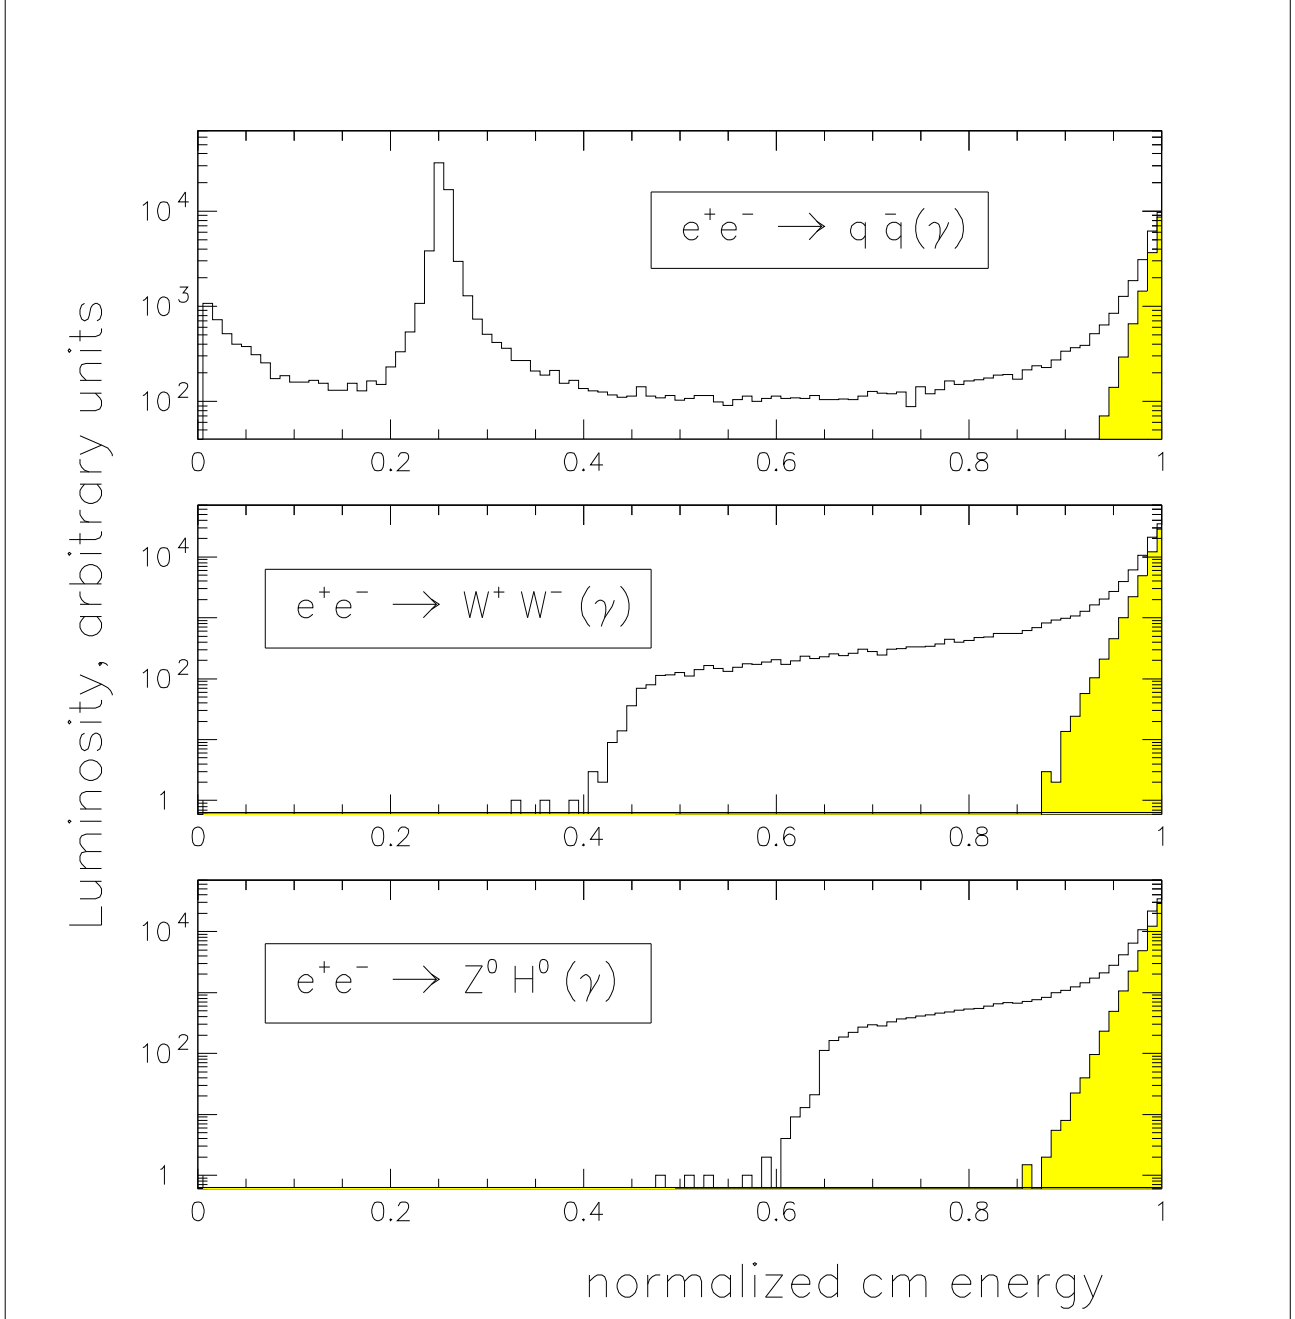 Luminosity, arbitrary units
10⁴
10³
10²
e⁺e⁻ → q q̄(γ)
0 0.2 0.4 0.6 0.8 1
10⁴
10²
1
e⁺e⁻ → W⁺ W⁻ (γ)
0 0.2 0.4 0.6 0.8 1
10⁴
10²
1
e⁺e⁻ → Z⁰ H⁰ (γ)
0 0.2 0.4 0.6 0.8 1
normalized cm energy